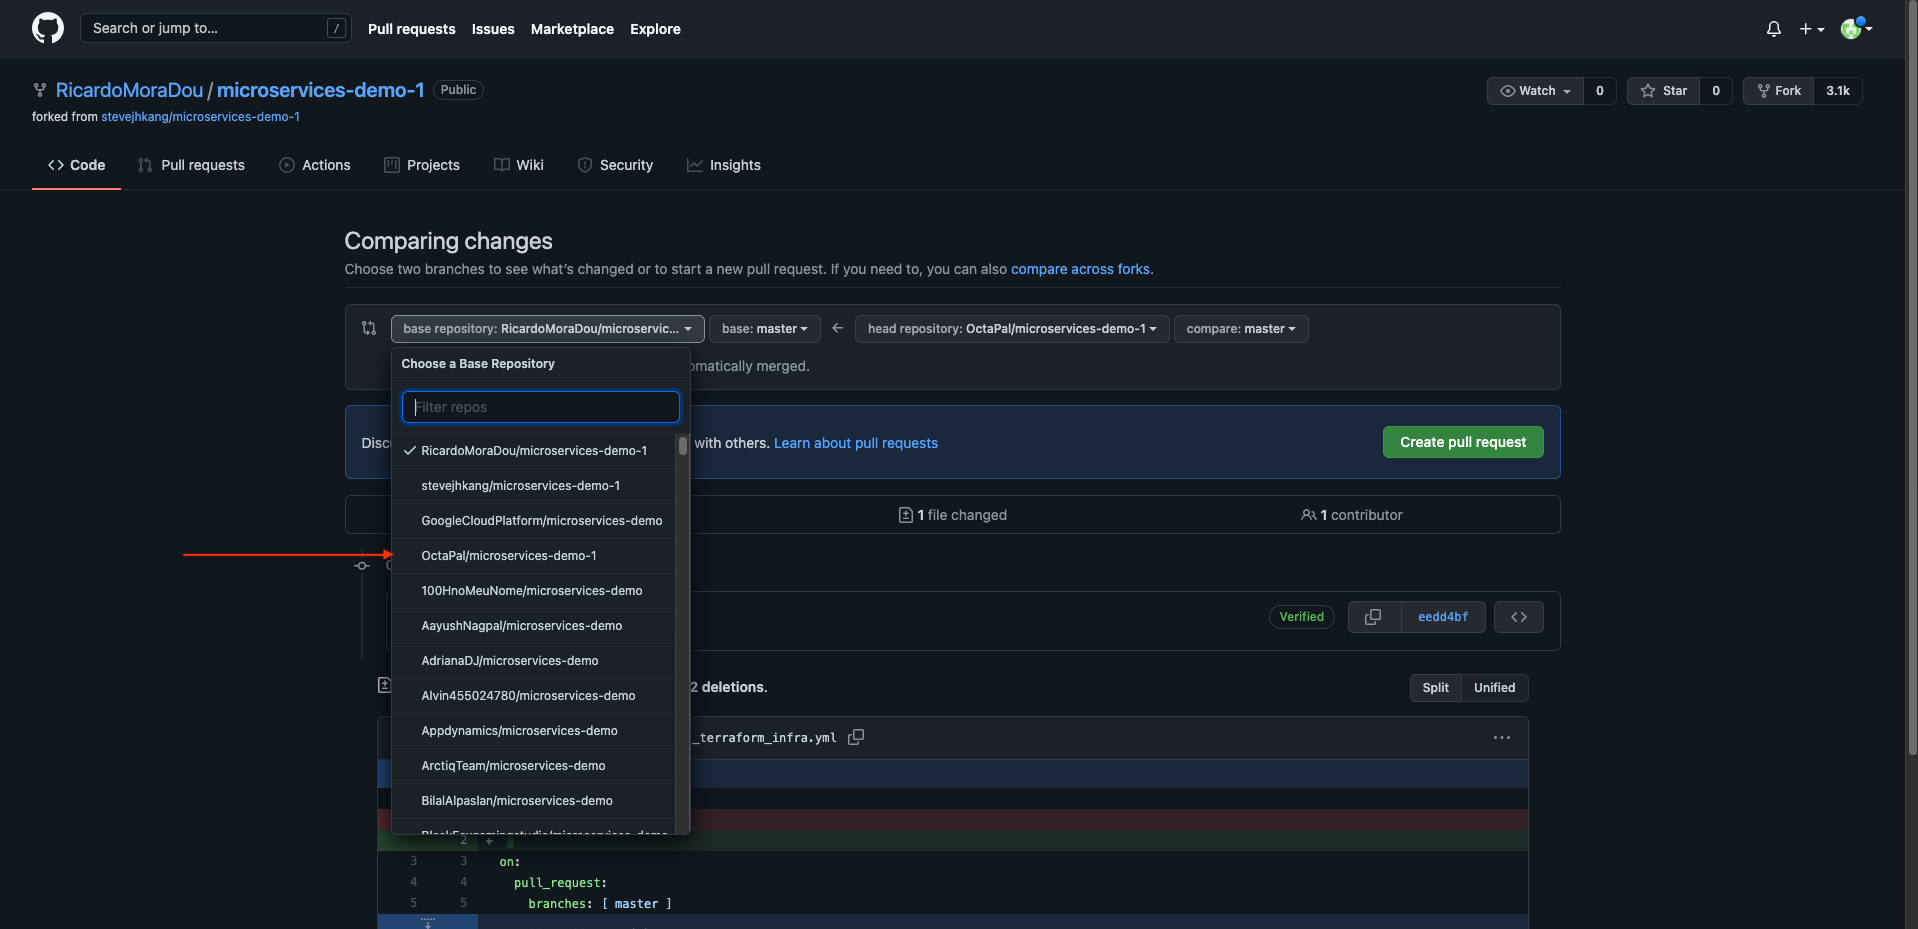 Search or jump to... /
Pull requests Issues Marketplace Explore
RicardoMoraDou / microservices-demo-1 Public
Watch 0 Star 0 Fork 3.1k
forked from stevejhkang/microservices-demo-1
Code Pull requests Actions Projects Wiki Security Insights
Comparing changes
Choose two branches to see what's changed or to start a new pull request. If you need to, you can also compare across forks.
base repository: RicardoMoraDou/microservic... base: master ← head repository: OctaPal/microservices-demo-1 compare: master
omatically merged.
Choose a Base Repository
Filter repos
RicardoMoraDou/microservices-demo-1
stevejhkang/microservices-demo-1
GoogleCloudPlatform/microservices-demo
OctaPal/microservices-demo-1
100HnoMeuNome/microservices-demo
AayushNagpal/microservices-demo
AdrianaDJ/microservices-demo
Alvin455024780/microservices-demo
Appdynamics/microservices-demo
ArctiqTeam/microservices-demo
BilalAlpaslan/microservices-demo
Discu with others. Learn about pull requests
Create pull request
1 file changed
1 contributor
Verified eedd4bf <>
2 deletions.
Split Unified
_terraform_infra.yml ...
2 +
3 3 on:
4 4 pull_request:
5 5 branches: [ master ]